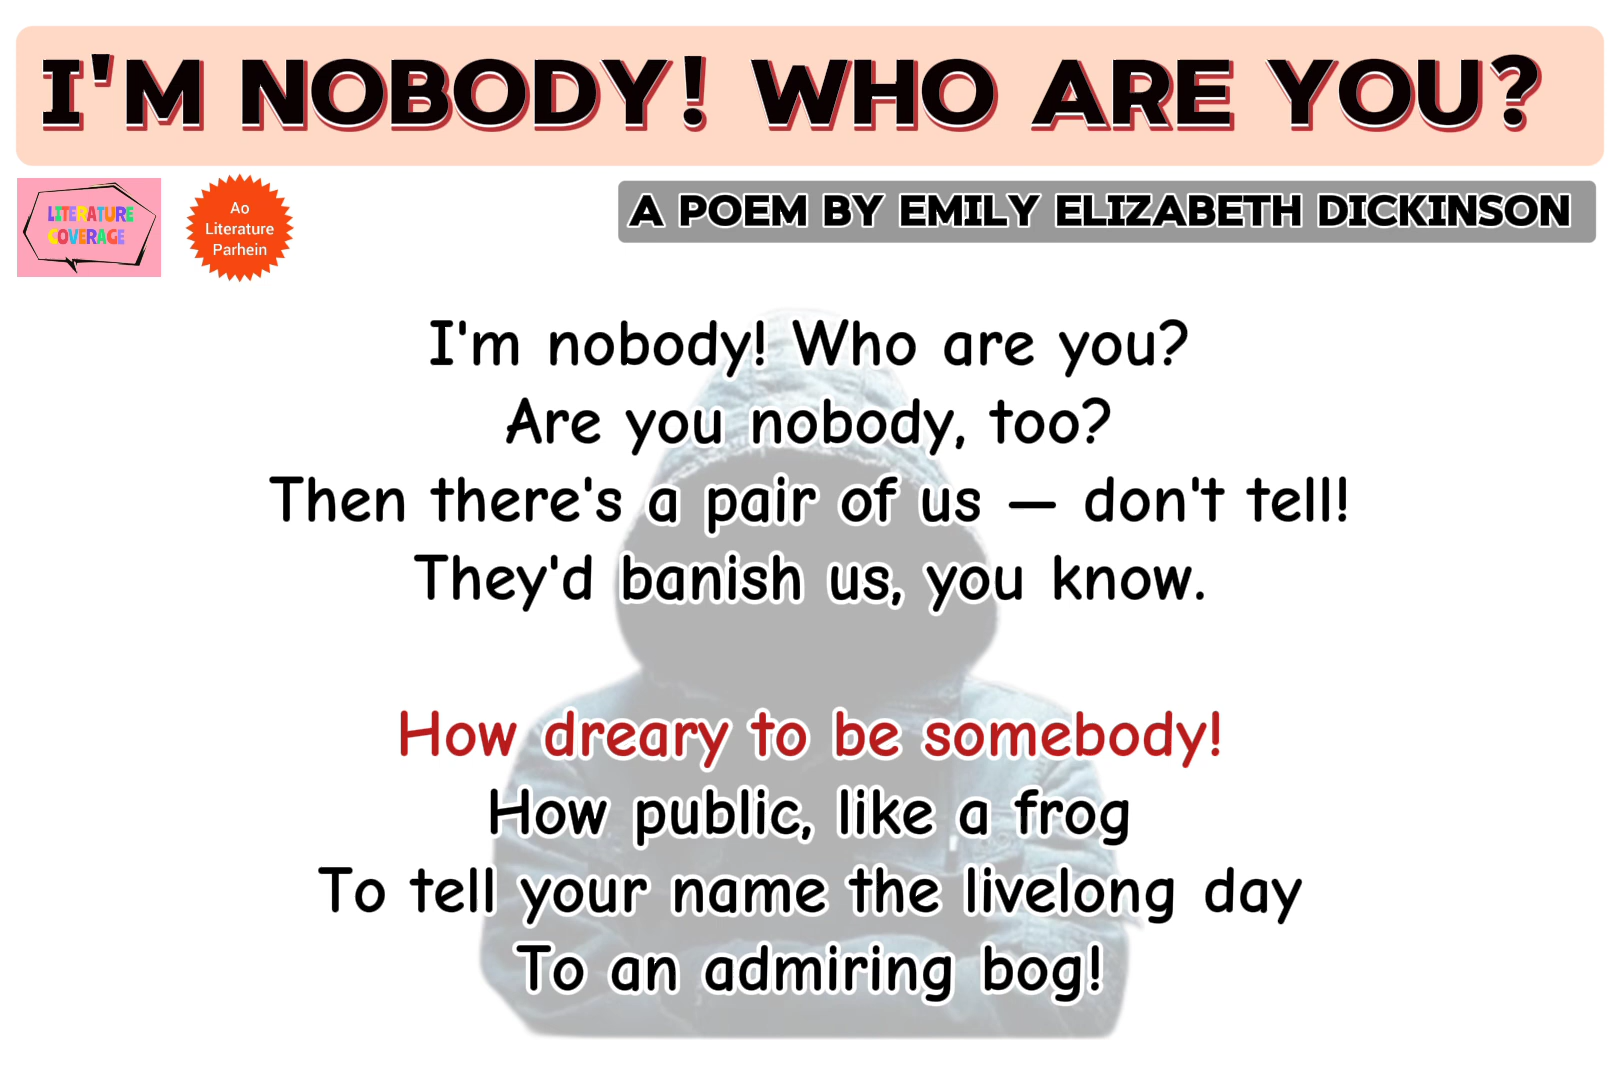 I'M NOBODY! WHO ARE YOU?
LITERATURE
COVERAGE
Ao
Literature
Parhein
A POEM BY EMILY ELIZABETH DICKINSON
I'm nobody! Who are you?
Are you nobody, too?
Then there's a pair of us — don't tell!
They'd banish us, you know.
How dreary to be somebody!
How public, like a frog
To tell your name the livelong day
To an admiring bog!